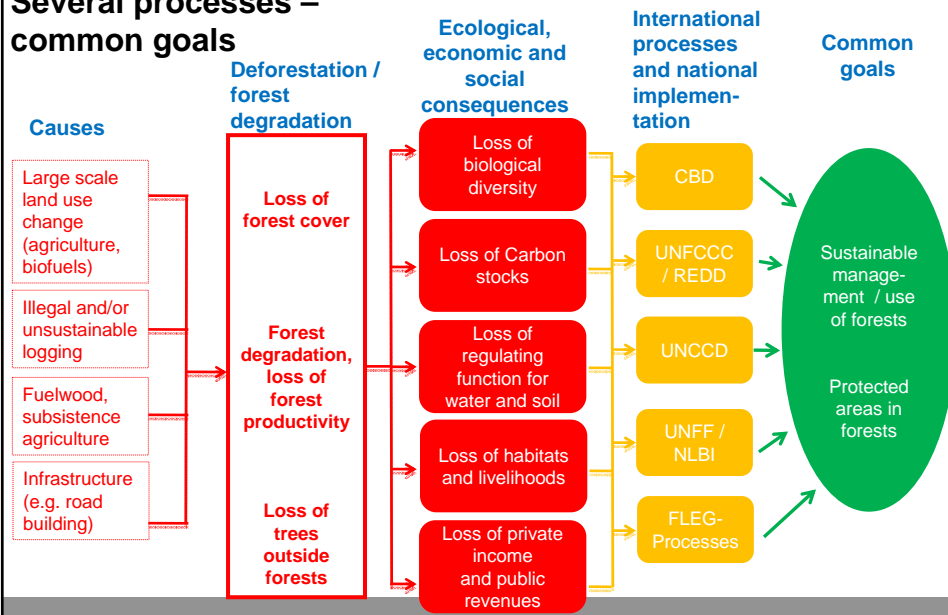 Several processes –
common goals
Causes
Large scale
land use
change
(agriculture,
biofuels)
Illegal and/or
unsustainable
logging
Fuelwood,
subsistence
agriculture
Infrastructure
(e.g. road
building)
Deforestation /
forest
degradation
Loss of
forest cover
Forest
degradation,
loss of
forest
productivity
Loss of
trees
outside
forests
Ecological,
economic and
social
consequences
Loss of
biological
diversity
Loss of Carbon
stocks
Loss of
regulating
function for
water and soil
Loss of habitats
and livelihoods
Loss of private
income
and public
revenues
International
processes
and national
implemen-
tation
CBD
UNFCCC
/ REDD
UNCCD
UNFF /
NLBI
FLEG-
Processes
Common
goals
Sustainable
manage-
ment / use
of forests
Protected
areas in
forests